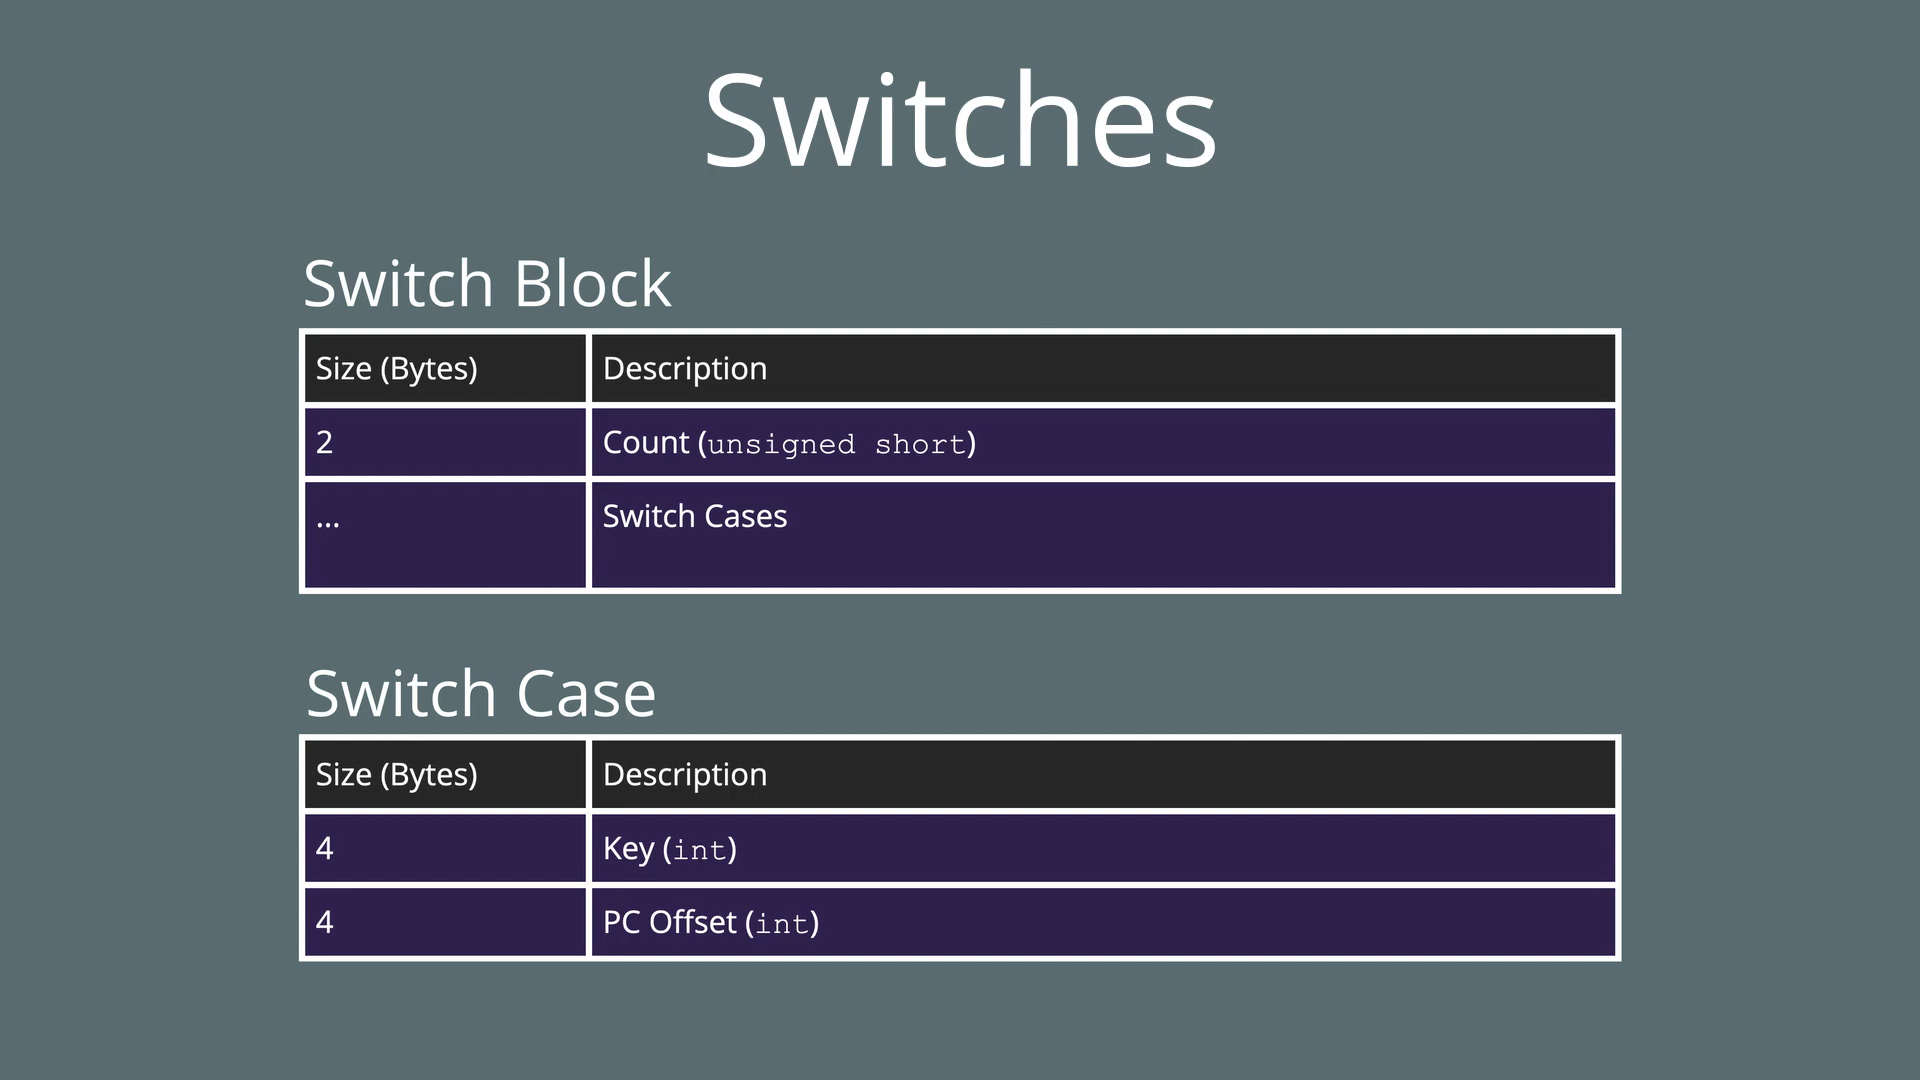 Switches
Switch Block
Size (Bytes) Description
2 Count (unsigned short)
... Switch Cases
Switch Case
Size (Bytes) Description
4 Key (int)
4 PC Offset (int)